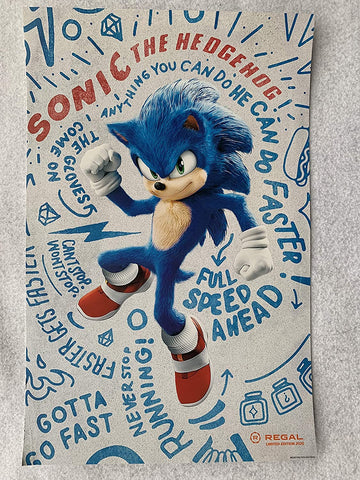 SONIC THE HEDGEHOG
ANYTHING YOU CAN DO HE CAN DO FASTER!
THE GLOVES
COME ON
CAN'T STOP.
WON'T STOP.
FULL
SPEED
AHEAD
FASTER GETS FASTER
NEVER STOP
RUNNING!
GOTTA
GO FAST
REGAL
LIMITED EDITION 2020